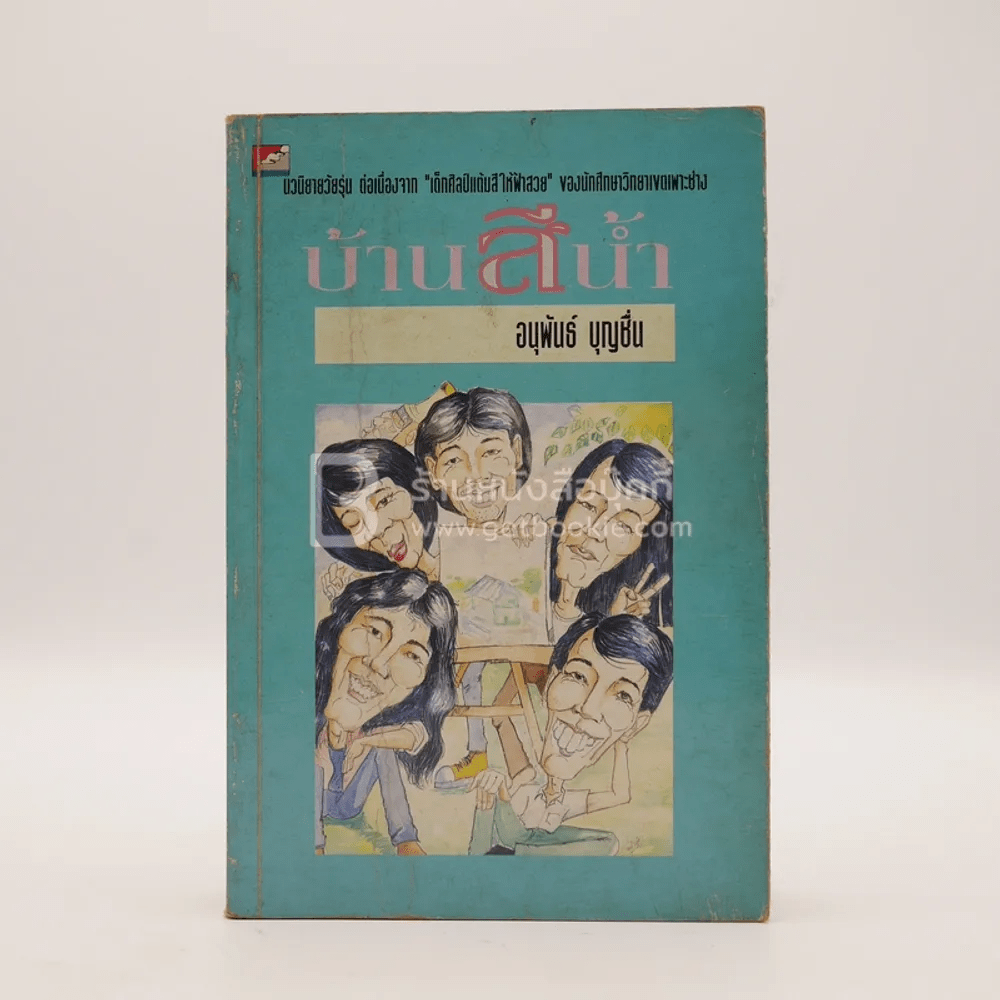 นวนิยายวัยรุ่น ต่อเนื่องจาก "เด็กศิลป์แต้มสีให้ฟ้าสวย" ของนักศึกษาวิทยาเขตเพาะช่าง
บ้านสีน้ำ
อนุพันธ์ บุญชื่น
ร้านหนังสือบุ๊คกี้
www.getbookie.com